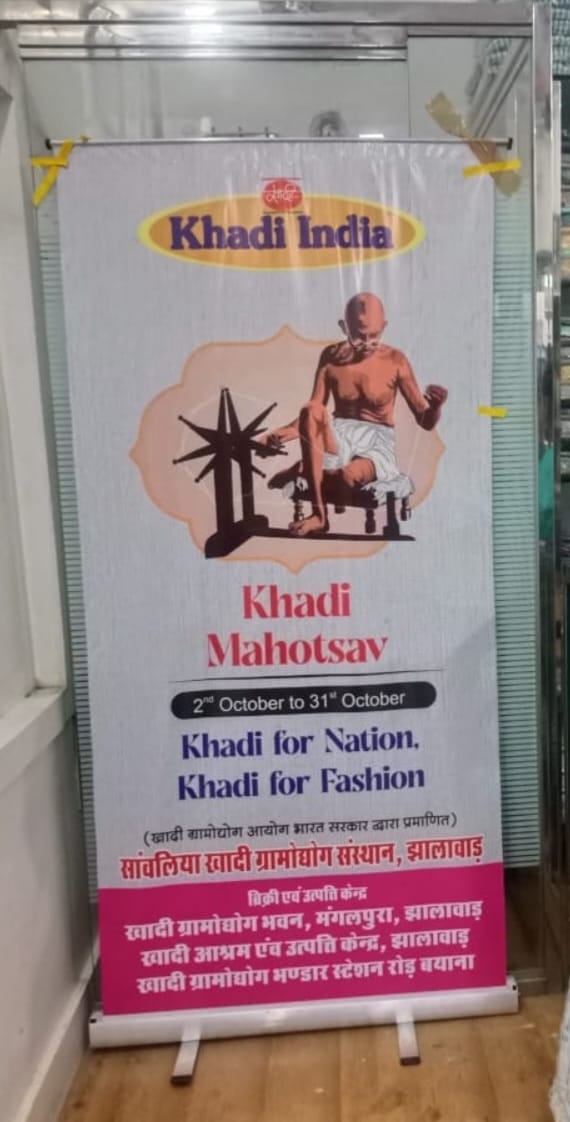 खादी
Khadi India
Khadi
Mahotsav
2nd October to 31st October
Khadi for Nation,
Khadi for Fashion
(खादी ग्रामोद्योग आयोग भारत सरकार द्वारा प्रमाणित)
सांवलिया खादी ग्रामोद्योग संस्थान, झालावाड़
बिक्री एवं उत्पति केन्द्र
खादी ग्रामोद्योग भवन, मंगलपुरा, झालावाड़
खादी आश्रम एंव उत्पति केन्द्र, झालावाड़
खादी ग्रामोद्योग भण्डार स्टेशन रोड़ बयाना